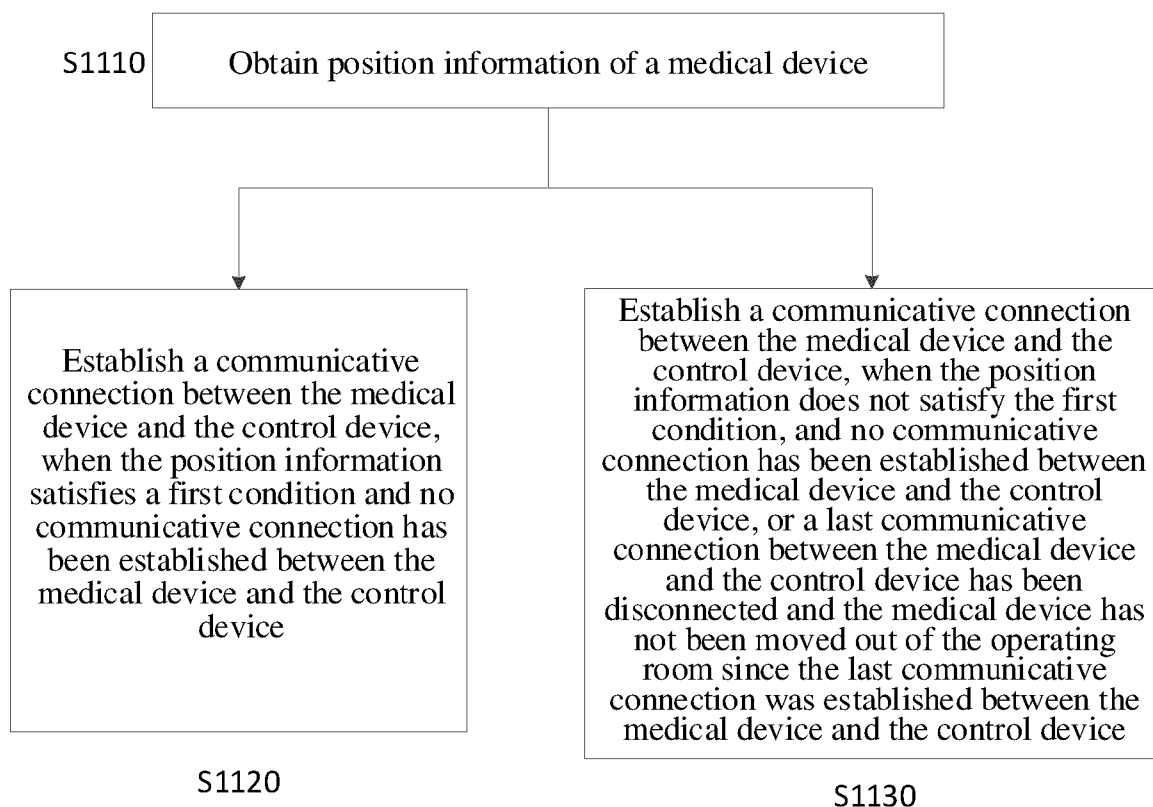 S1110
Obtain position information of a medical device
Establish a communicative
connection between the medical
device and the control device,
when the position information
satisfies a first condition and no
communicative connection has
been established between the
medical device and the control
device
S1120
Establish a communicative connection
between the medical device and the
control device, when the position
information does not satisfy the first
condition, and no communicative
connection has been established between
the medical device and the control
device, or a last communicative
connection between the medical device
and the control device has been
disconnected and the medical device has
not been moved out of the operating
room since the last communicative
connection was established between the
medical device and the control device
S1130